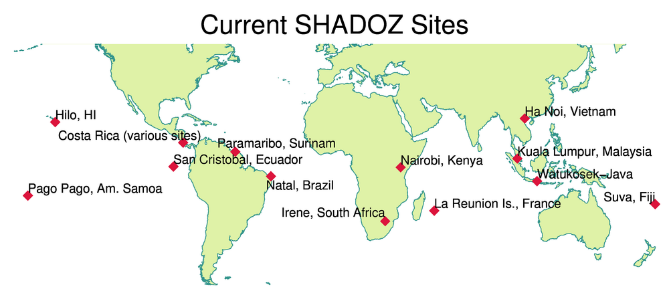 Current SHADOZ Sites
Hilo, HI
Ha Noi, Vietnam
Costa Rica (various sites)
Paramaribo, Surinam
Kuala Lumpur, Malaysia
San Cristobal, Ecuador
Nairobi, Kenya
Watukosek-Java
Natal, Brazil
Pago Pago, Am. Samoa
Suva, Fiji
La Reunion Is., France
Irene, South Africa